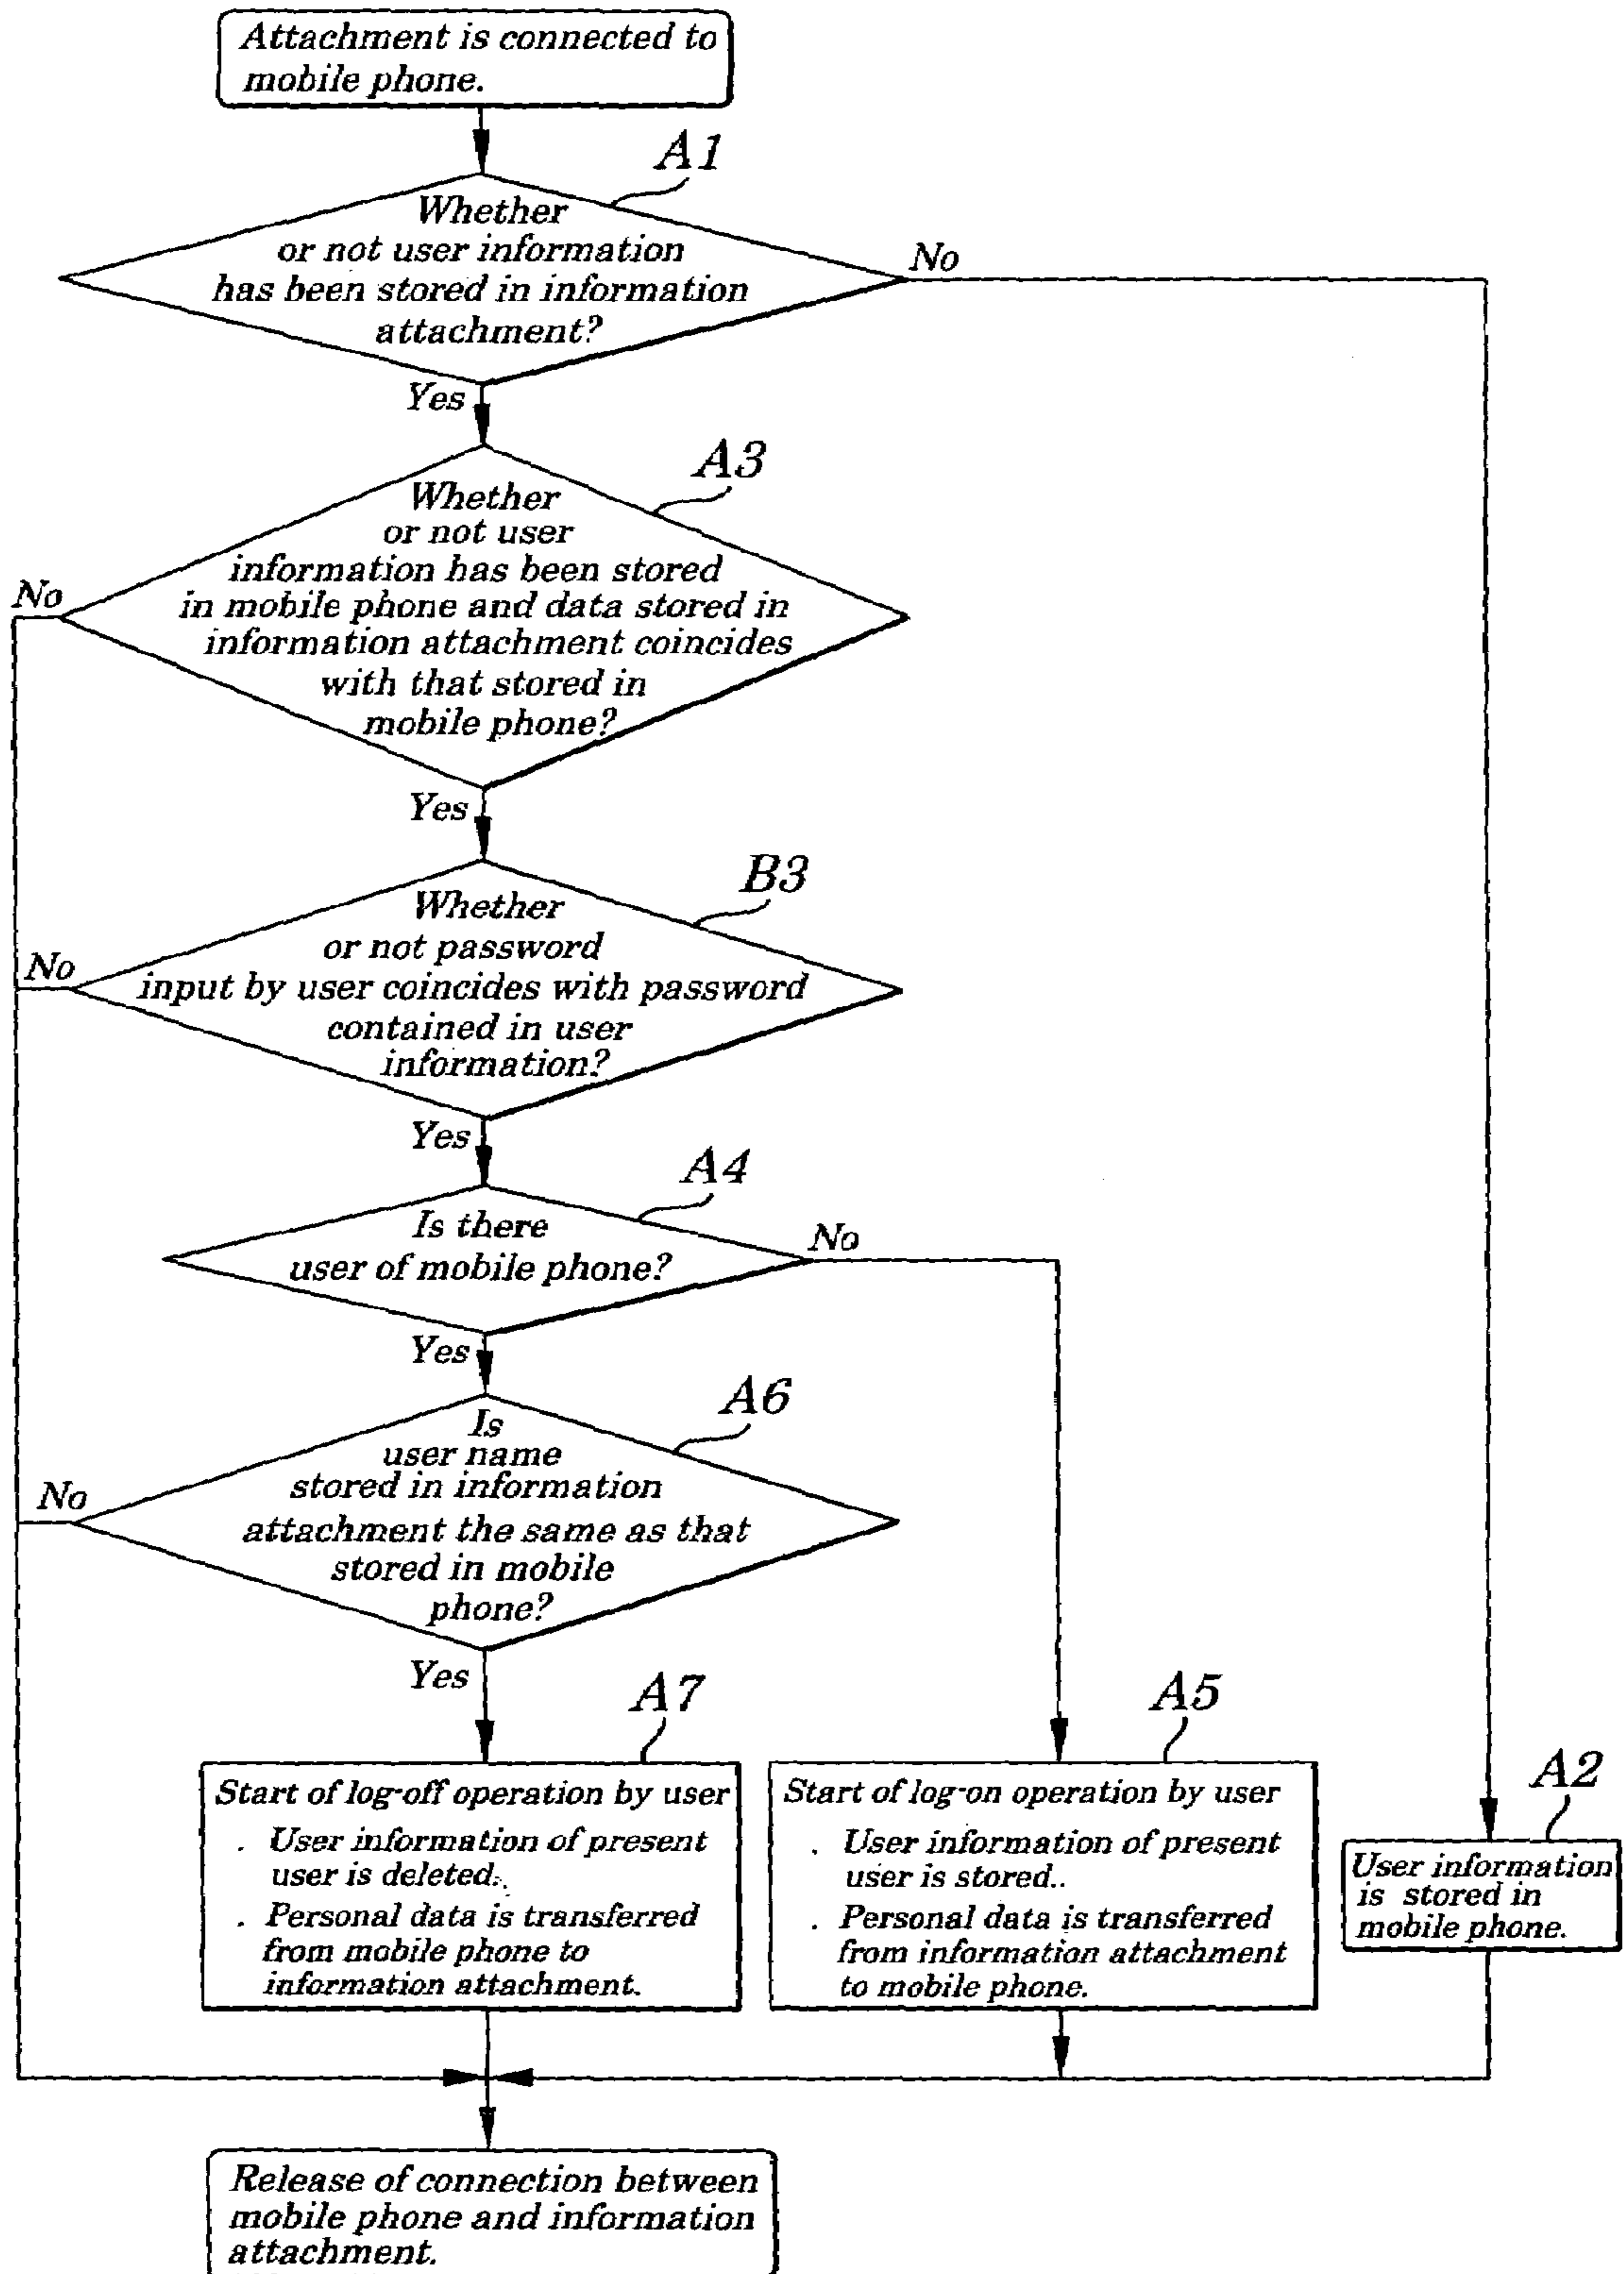 Attachment is connected to
mobile phone.
A1
Whether
or not user information
has been stored in information
attachment?
No
Yes
A3
Whether
or not user
information has been stored
in mobile phone and data stored in
information attachment coincides
with that stored in
mobile phone?
No
Yes
B3
Whether
or not password
input by user coincides with password
contained in user
information?
No
Yes
A4
Is there
user of mobile phone?
No
Yes
A6
Is
user name
stored in information
attachment the same as that
stored in mobile
phone?
No
Yes
A7
Start of log-off operation by user
. User information of present
user is deleted.
. Personal data is transferred
from mobile phone to
information attachment.
A5
Start of log-on operation by user
. User information of present
user is stored..
. Personal data is transferred
from information attachment
to mobile phone.
A2
User information
is stored in
mobile phone.
Release of connection between
mobile phone and information
attachment.